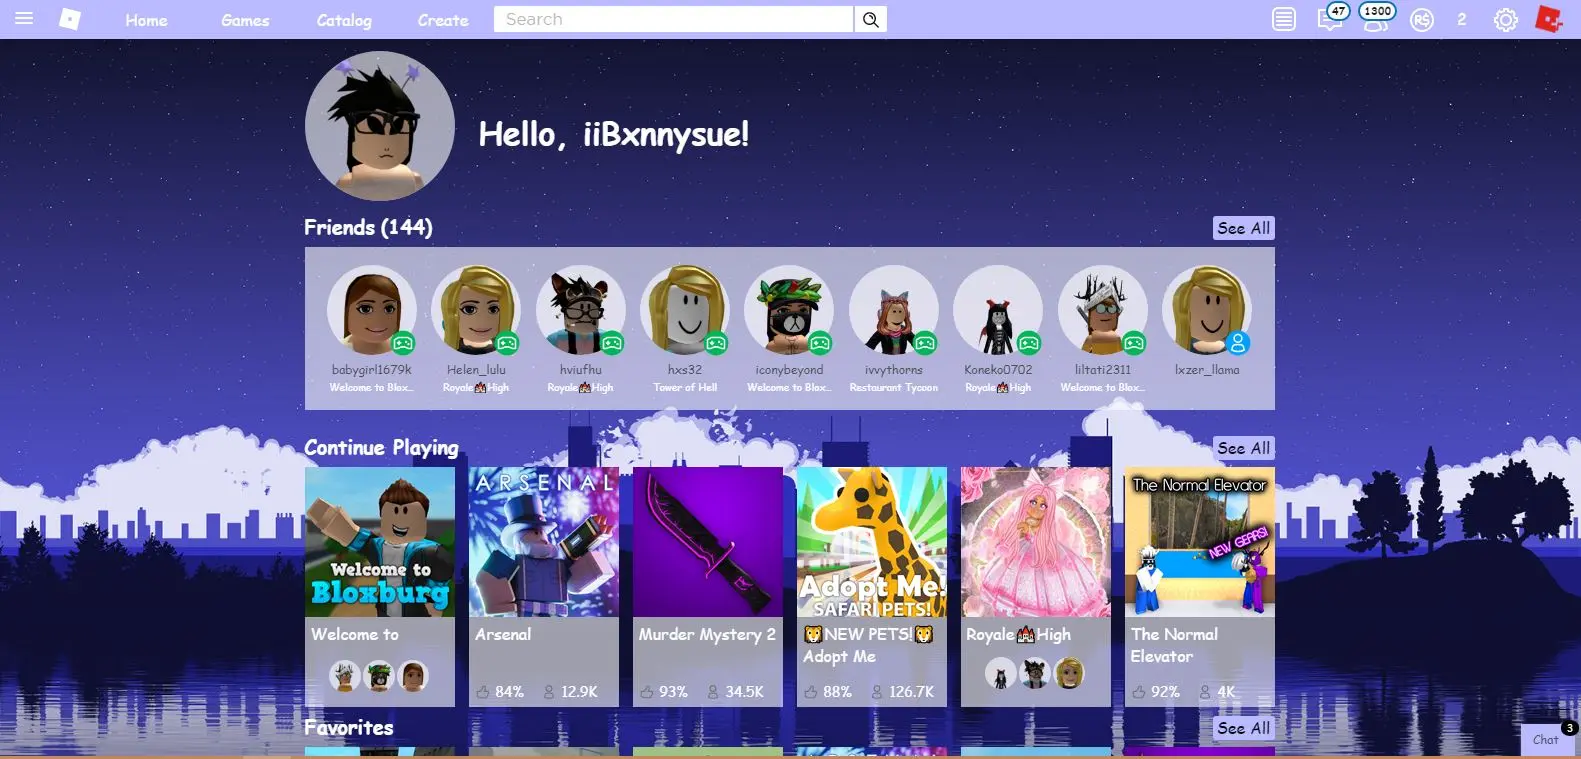 Home Games Catalog Create Search 47 1300 R$ 2
Hello, iiBxnnysue!
Friends (144) See All
babygirl1679k Helen_lulu hviufhu hxs32 iconybeyond ivvythorns Koneko0702 liltati2311 lxzer_llama
Welcome to Blox... Royale🏰High Royale🏰High Tower of Hell Welcome to Blox... Restaurant Tycoon Royale🏰High Welcome to Blox...
Continue Playing See All
ARSENAL
The Normal Elevator
NEW GEARS!
Welcome to
Bloxburg
Adopt Me!
SAFARI PETS!
Welcome to
Arsenal
84% 12.9K
Murder Mystery 2
93% 34.5K
🐯NEW PETS!🐯
Adopt Me
88% 126.7K
Royale🏰High
The Normal
Elevator
92% 4K
Favorites See All
Chat 3